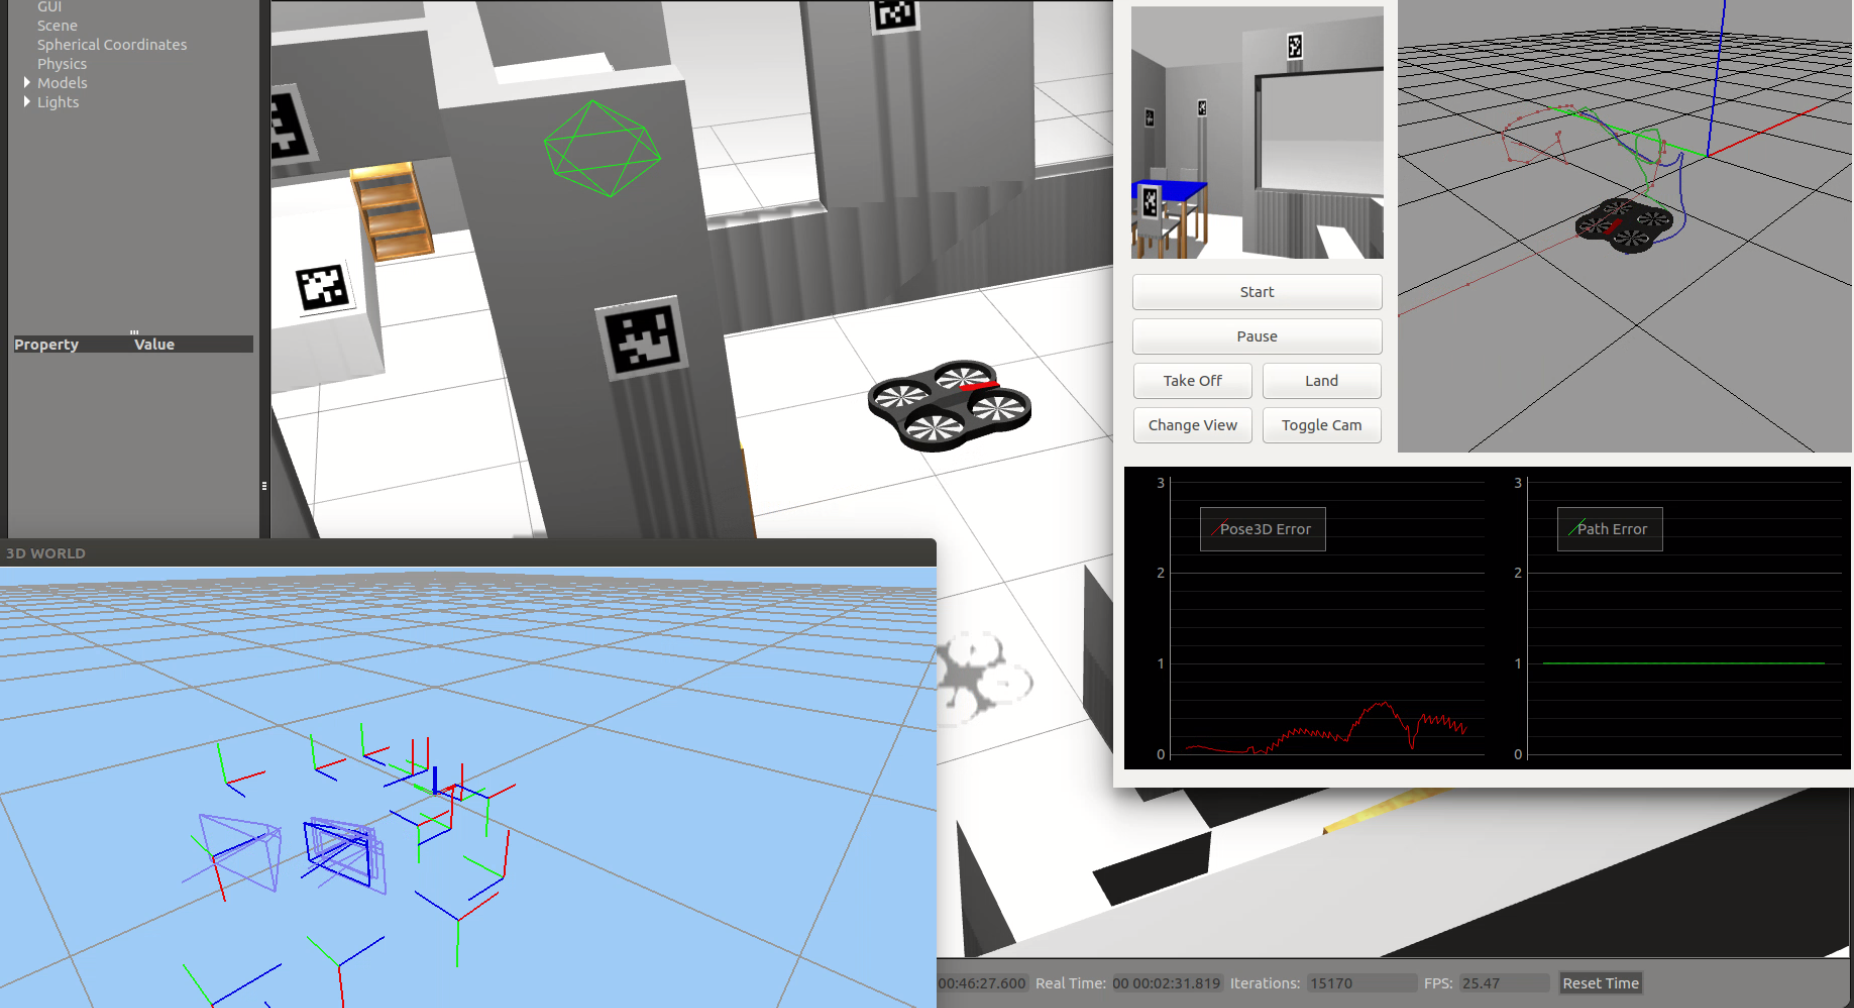 GUI
Scene
Spherical Coordinates
Physics
Models
Lights
Property Value
Start
Pause
Take Off Land
Change View Toggle Cam
3
Pose3D Error
2
1
0
3
Path Error
2
1
0
3D WORLD
00:46:27.600 Real Time: 00 00:02:31.819 Iterations: 15170 FPS: 25.47 Reset Time